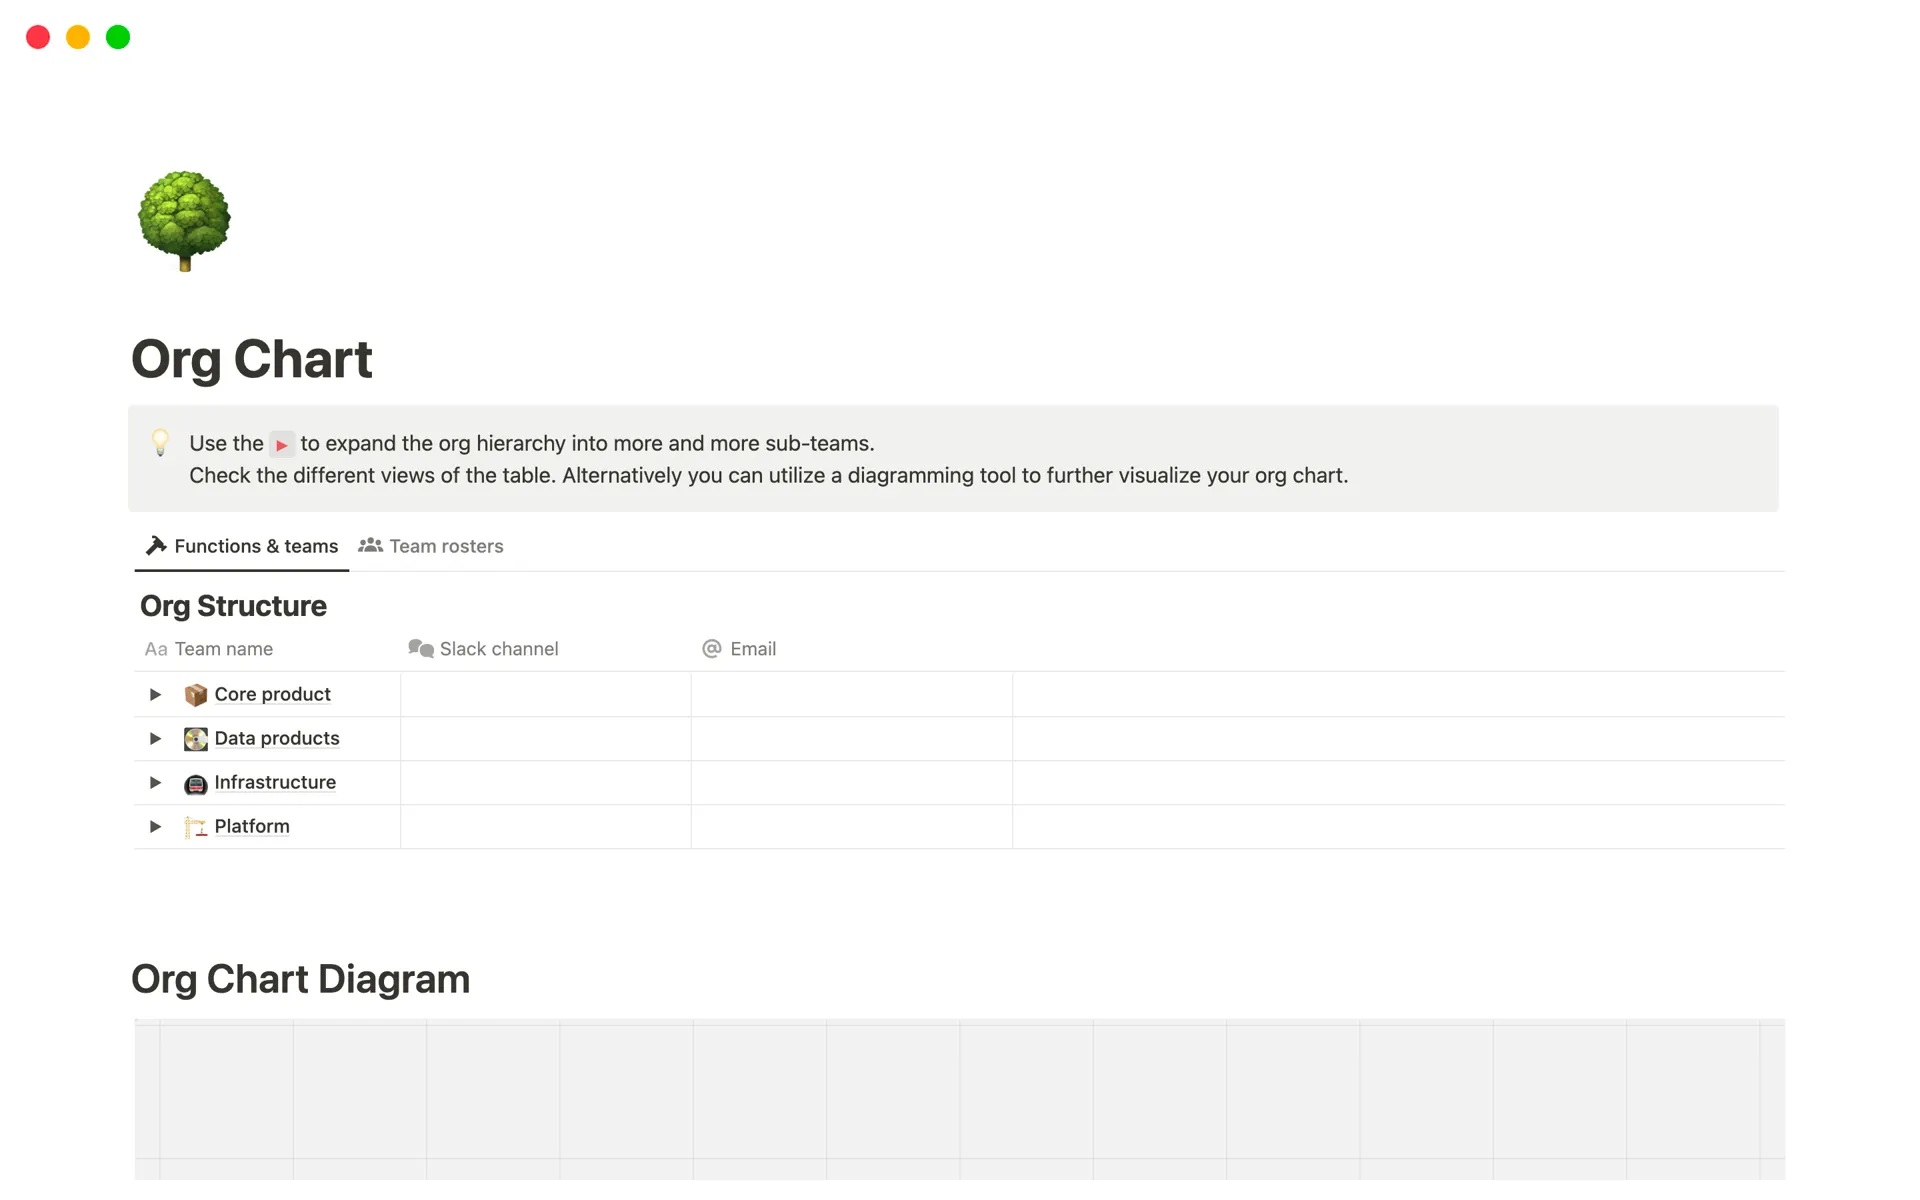 Org Chart
Use the ▶ to expand the org hierarchy into more and more sub-teams.
Check the different views of the table. Alternatively you can utilize a diagramming tool to further visualize your org chart.
Functions & teams Team rosters
Org Structure
Aa Team name Slack channel @ Email
Core product
Data products
Infrastructure
Platform
Org Chart Diagram